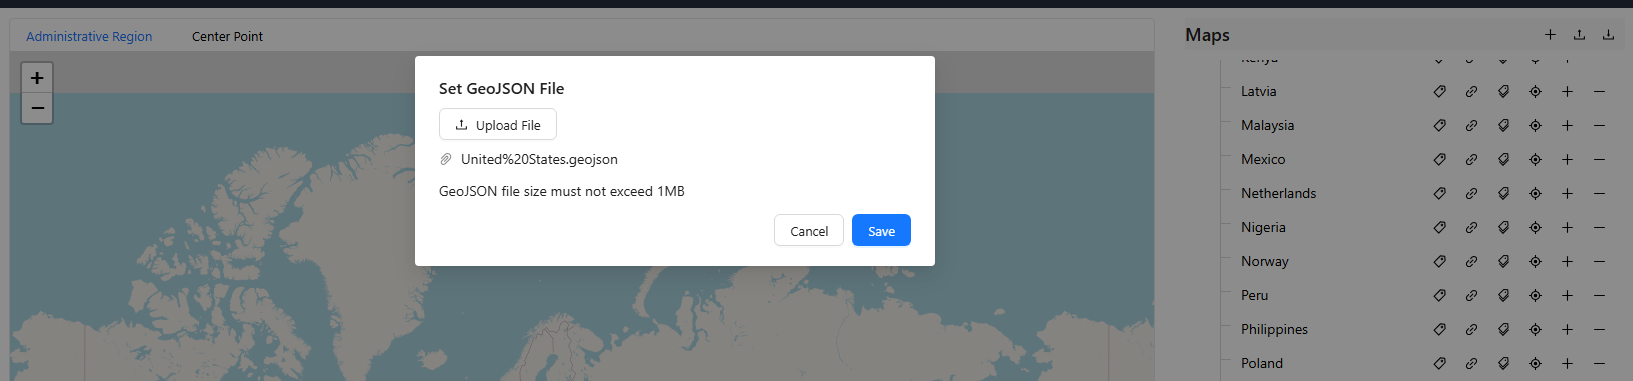 Administrative Region
Center Point
Maps
+
−
Set GeoJSON File
Upload File
United%20States.geojson
GeoJSON file size must not exceed 1MB
Cancel
Save
Kenya
Latvia
Malaysia
Mexico
Netherlands
Nigeria
Norway
Peru
Philippines
Poland